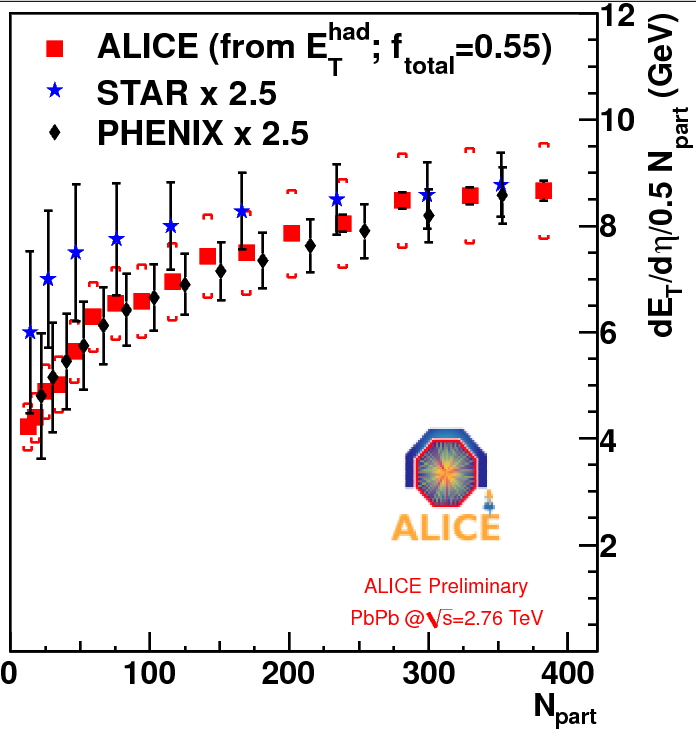 ALICE (from E_T^had; f_total=0.55)
STAR x 2.5
PHENIX x 2.5
12
10
8
6
4
2
dE_T/dη/0.5 N_part (GeV)
ALICE
ALICE Preliminary
PbPb @√s=2.76 TeV
0 100 200 300 400
N_part